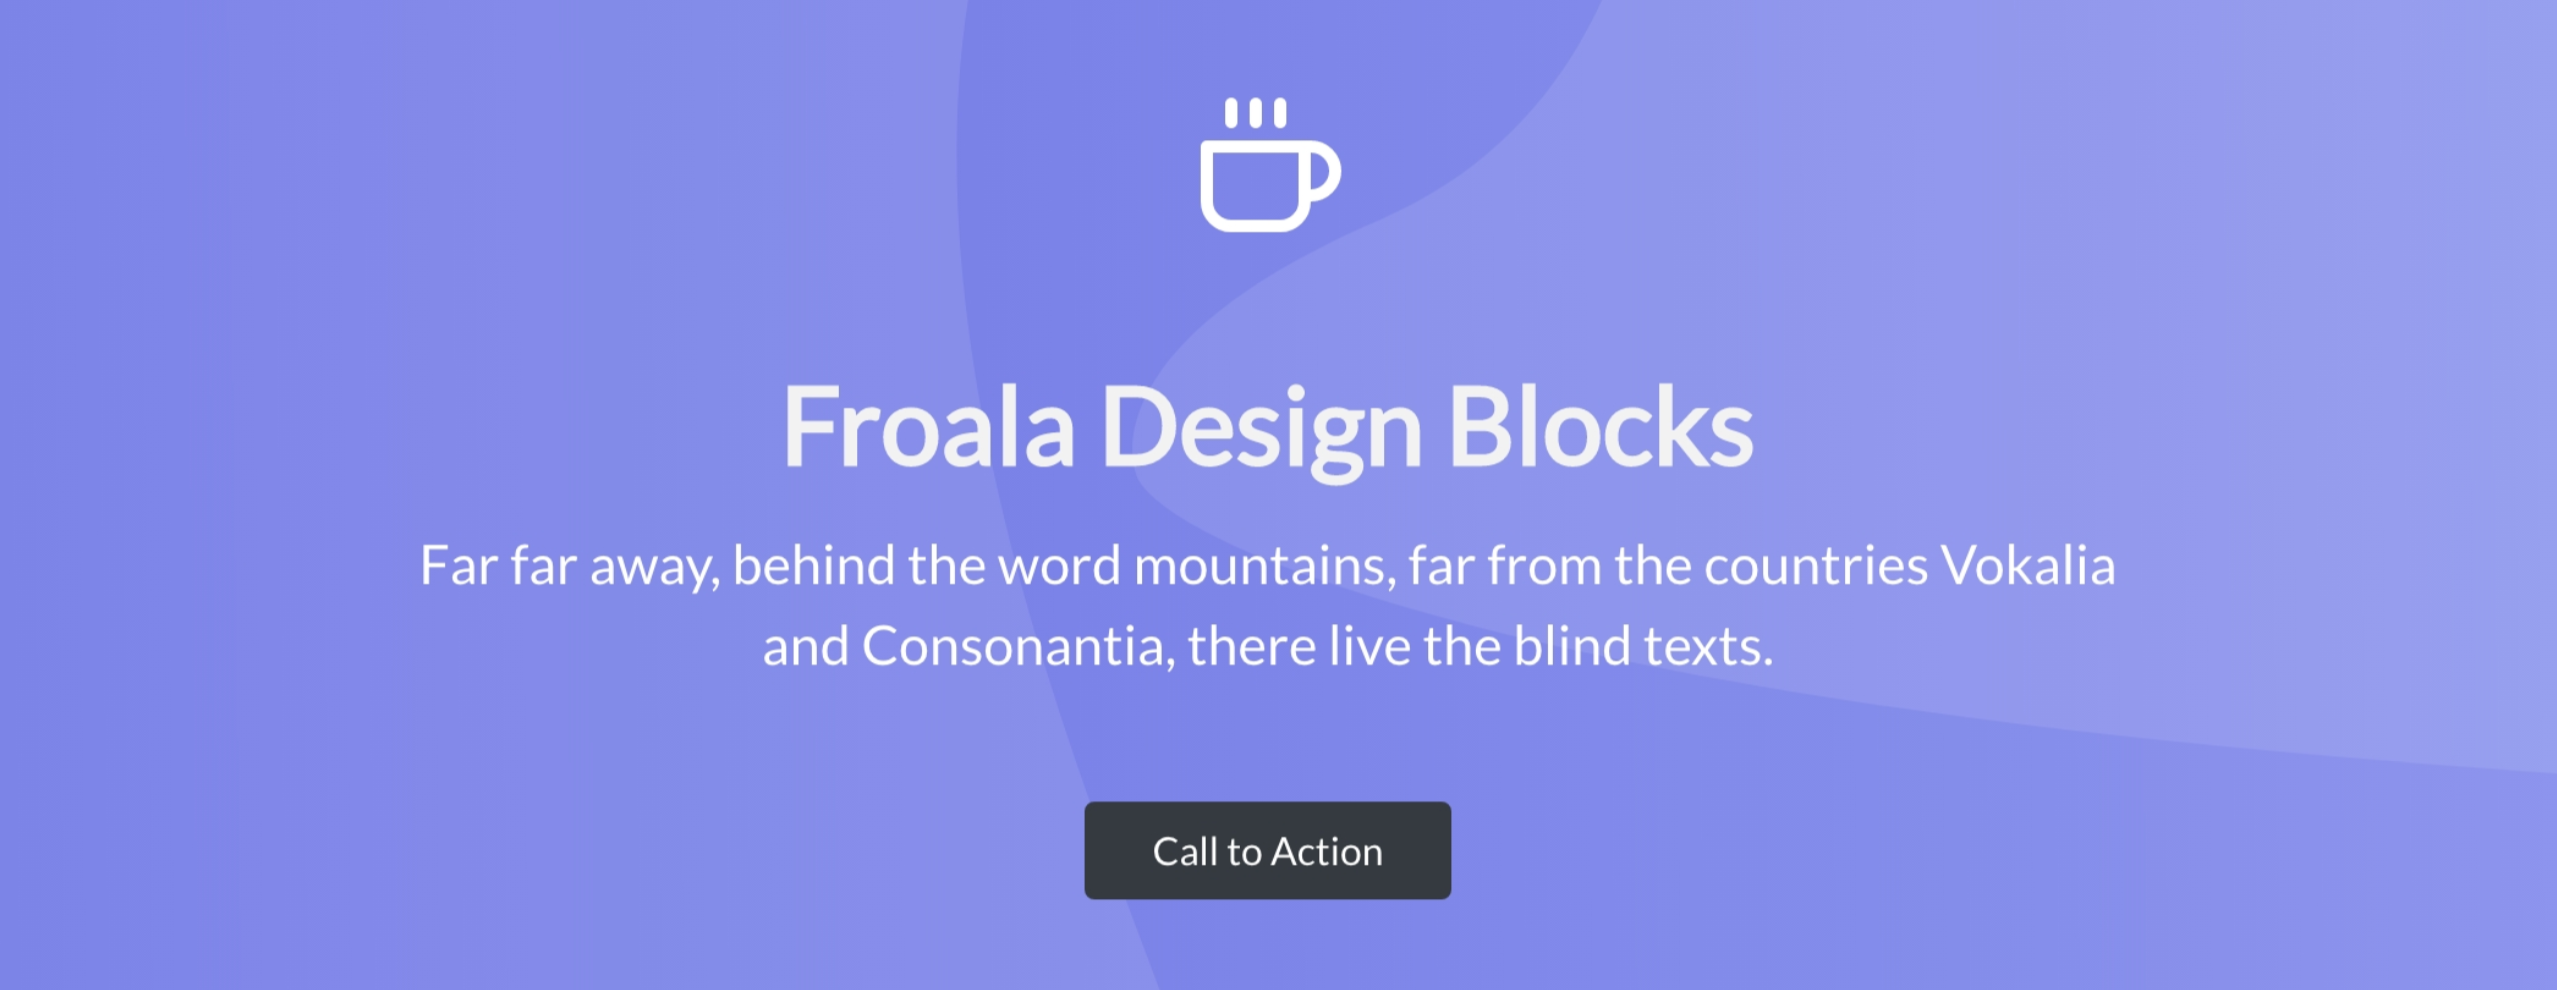 Froala Design Blocks
Far far away, behind the word mountains, far from the countries Vokalia
and Consonantia, there live the blind texts.
Call to Action